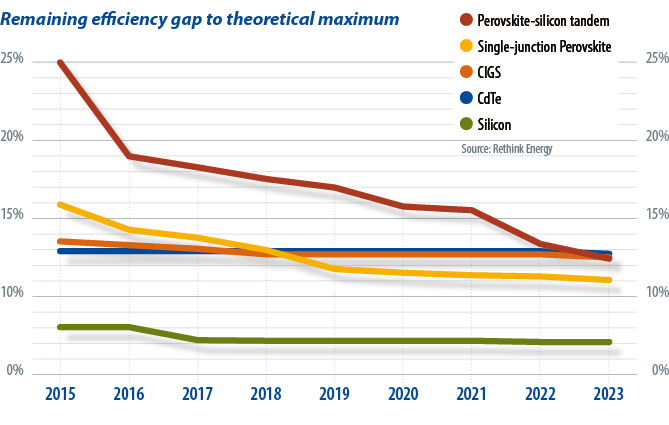 Remaining efficiency gap to theoretical maximum
Perovskite-silicon tandem
Single-junction Perovskite
CIGS
CdTe
Silicon
Source: Rethink Energy
25% 25%
20% 20%
15% 15%
10% 10%
0% 0%
2015 2016 2017 2018 2019 2020 2021 2022 2023